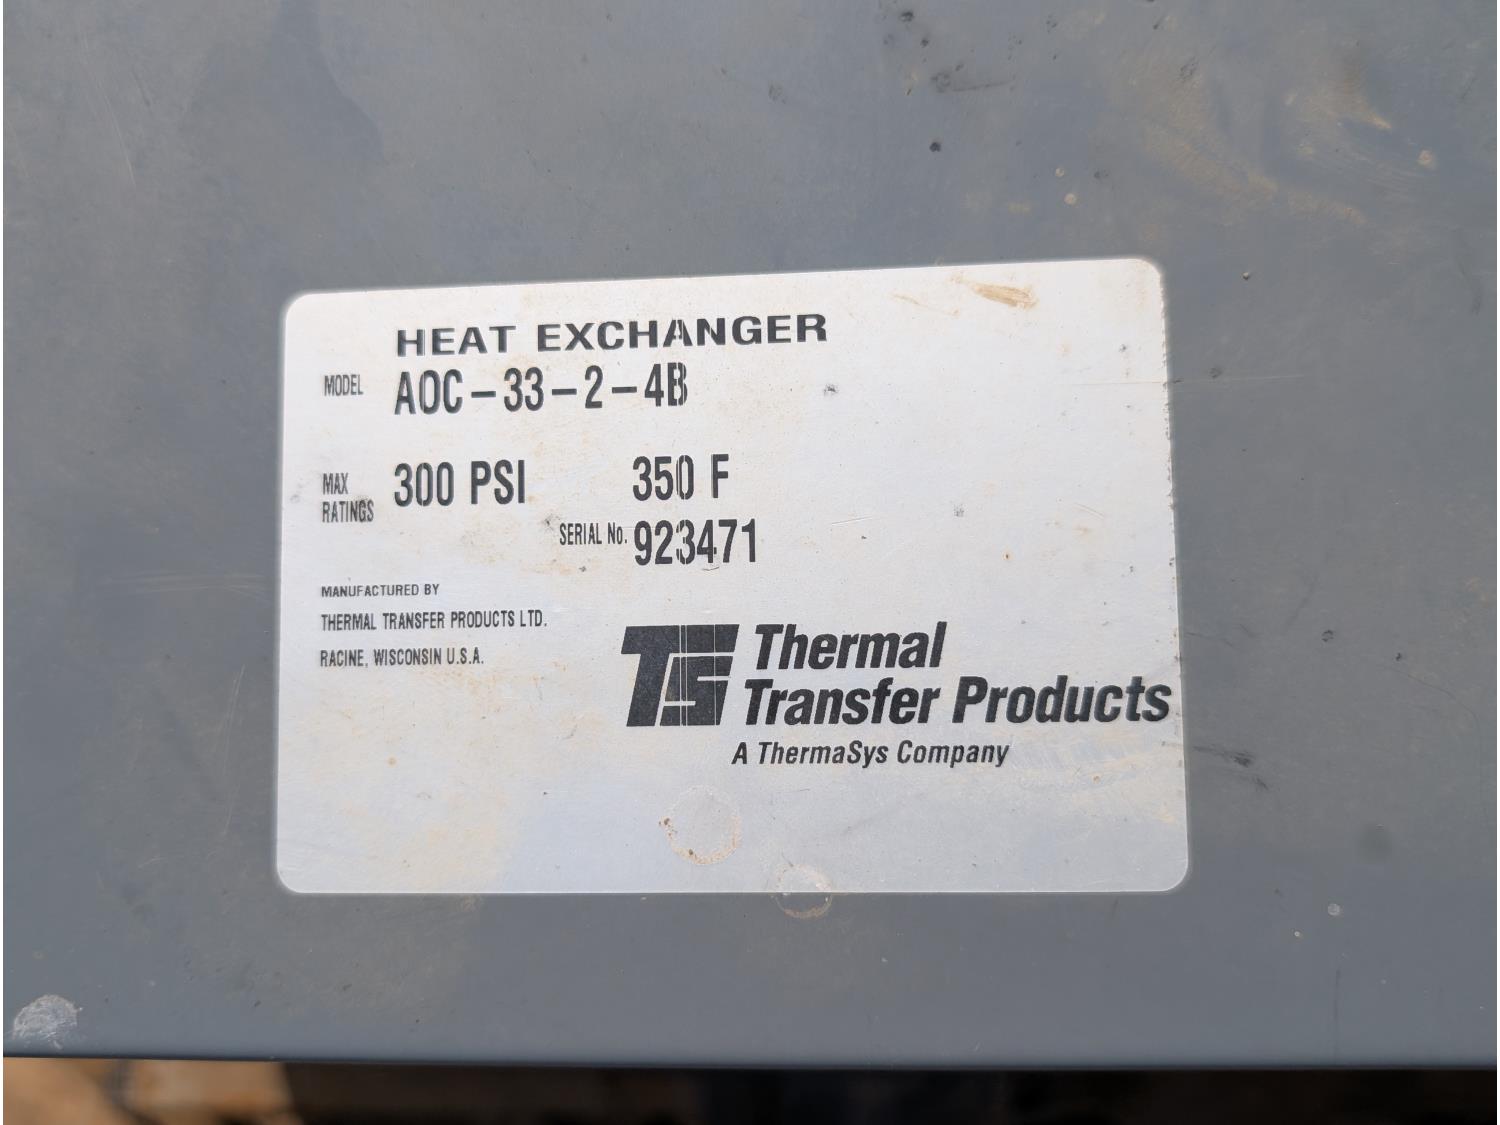 HEAT EXCHANGER
MODEL AOC-33-2-4B
MAX RATINGS 300 PSI 350 F
SERIAL No. 923471
MANUFACTURED BY
THERMAL TRANSFER PRODUCTS LTD.
RACINE, WISCONSIN U.S.A.
TTS Thermal
Transfer Products
A ThermaSys Company